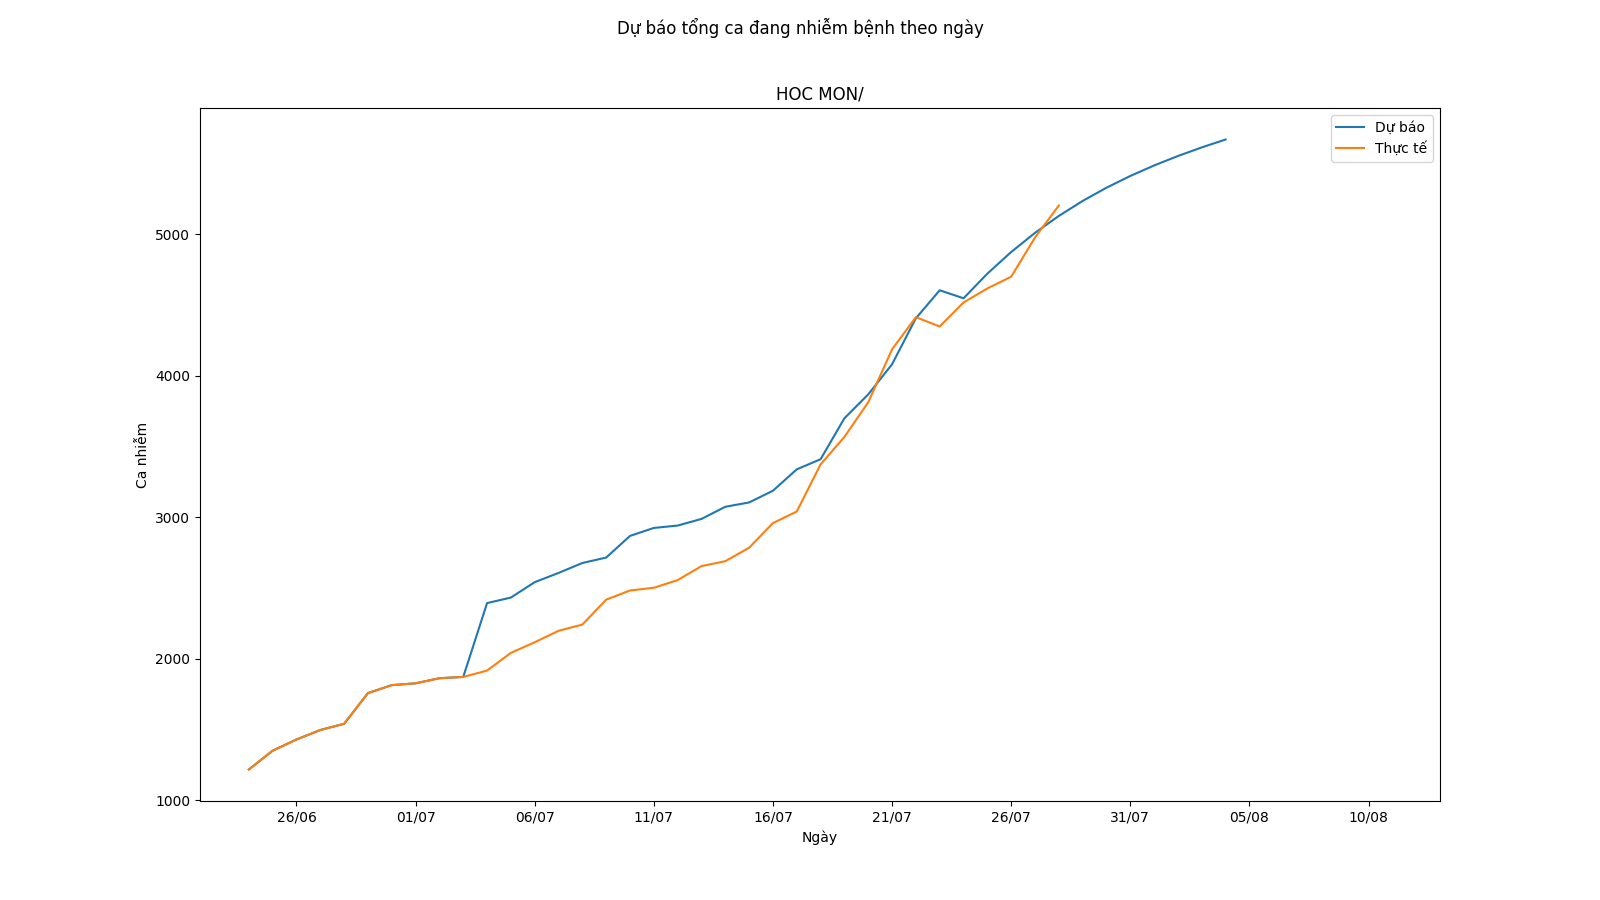 Dự báo tổng ca đang nhiễm bệnh theo ngày
HOC MON/
Dự báo
Thực tế
5000
4000
3000
2000
1000
Ca nhiễm
26/06 01/07 06/07 11/07 16/07 21/07 26/07 31/07 05/08 10/08
Ngày